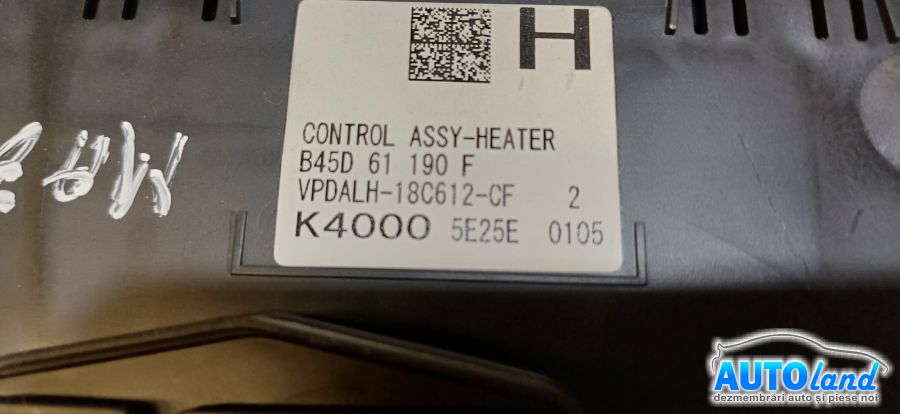 H
CONTROL ASSY-HEATER
B45D 61 190 F
VPDALH-18C612-CF 2
K4000 5E25E 0105
AUTOland
dezmembrări auto și piese noi